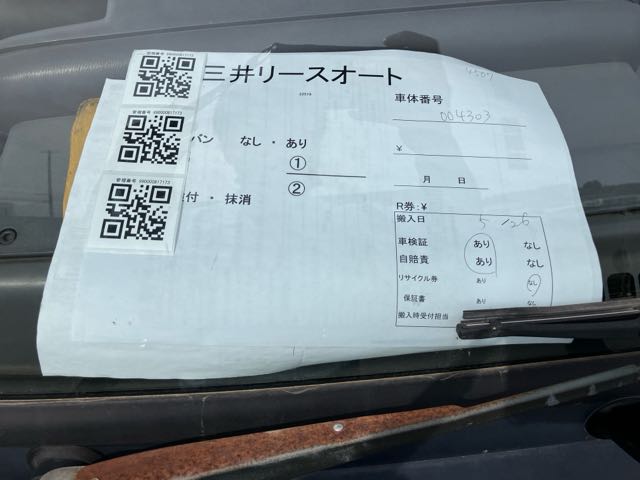 三井リースオート
4507
車体番号
004303
バン なし ・ あり
¥
①
月 日
②
付 ・ 抹消
R券:¥
搬入日 5/26
車検証 あり なし
自賠責 あり なし
リサイクル券 あり なし
保証書 あり なし
搬入時受付担当